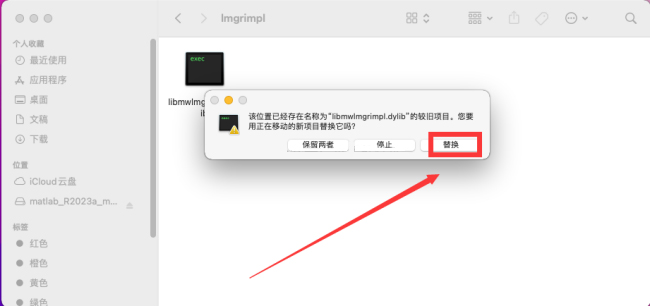 lmgrimpl
个人收藏
最近使用
应用程序
桌面
文稿
下载
位置
iCloud云盘
matlab_R2023a_m...
标签
红色
橙色
黄色
绿色
exec
libmwlmg
exec
该位置已经存在名称为“libmwlmgrimpl.dylib”的较旧项目。您要
用正在移动的新项目替换它吗？
保留两者
停止
替换